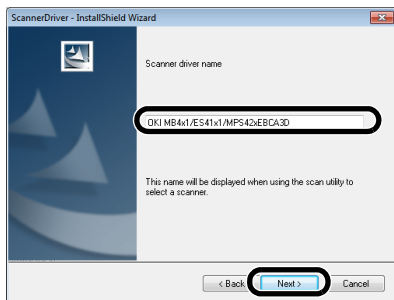 ScannerDriver - InstallShield Wizard
Scanner driver name
OKI MB4x1/ES41x1/MPS42xEBCA3D
This name will be displayed when using the scan utility to
select a scanner.
< Back
Next >
Cancel